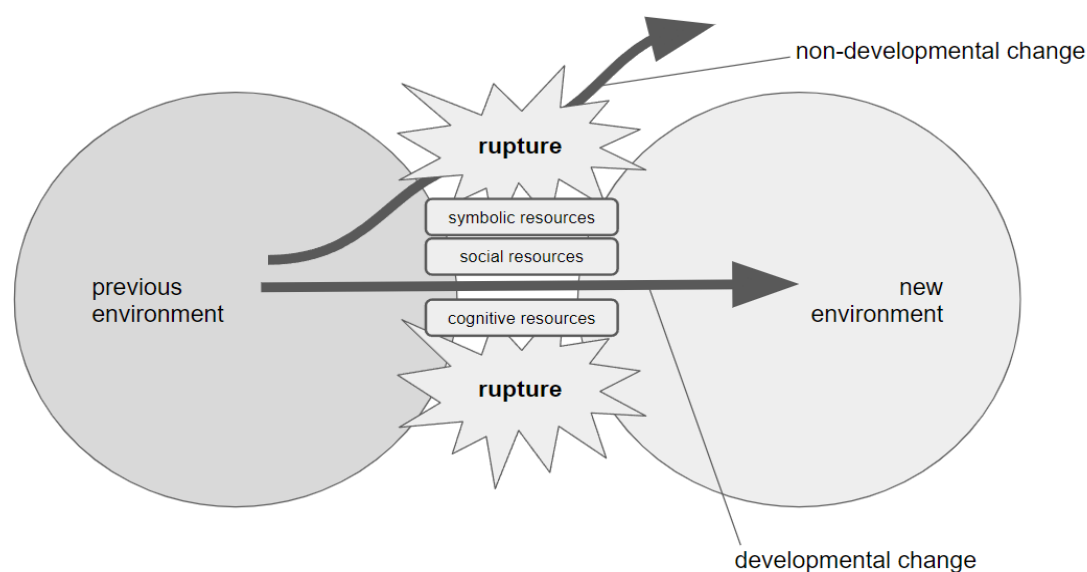 non-developmental change
rupture
symbolic resources
social resources
previous
environment
new
environment
cognitive resources
rupture
developmental change